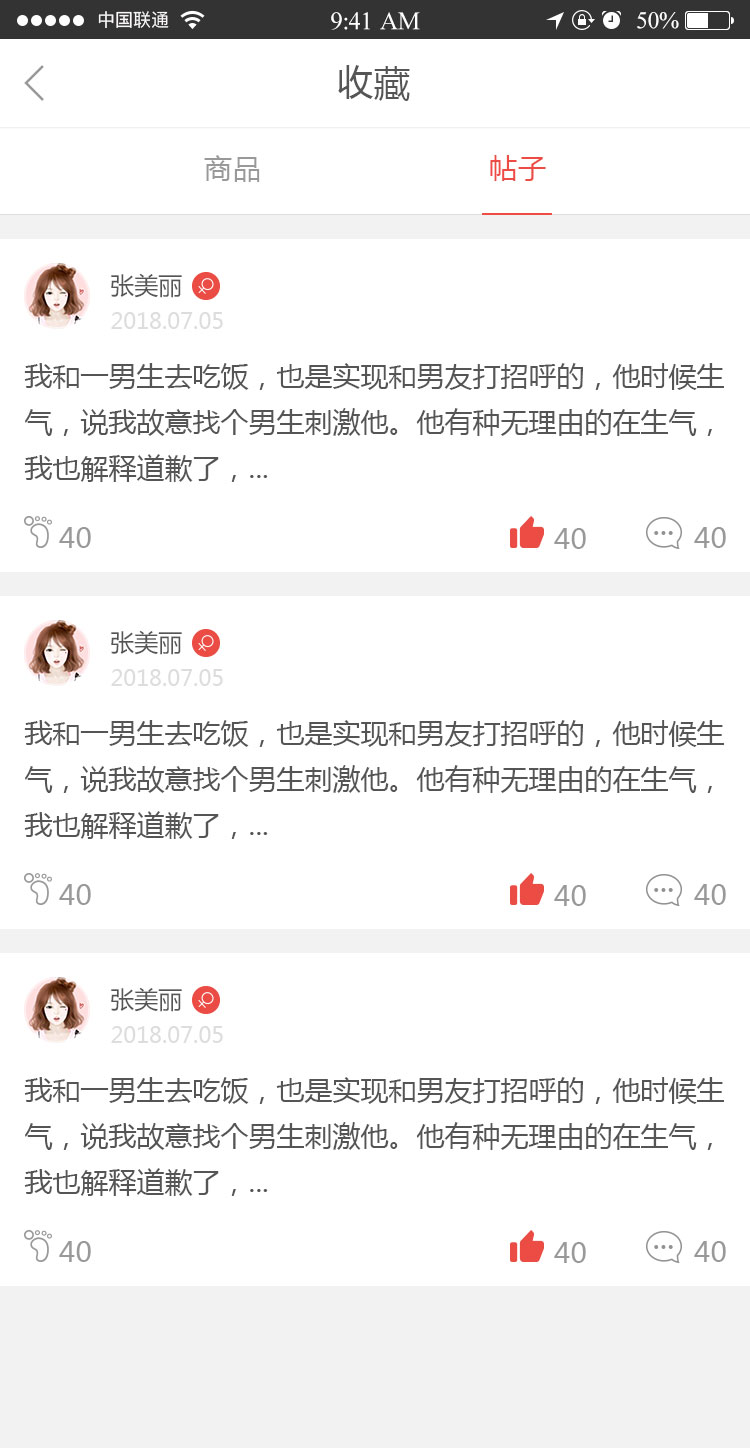 中国联通 9:41 AM 50%
收藏
商品 帖子
张美丽
2018.07.05
我和一男生去吃饭，也是实现和男友打招呼的，他时候生
气，说我故意找个男生刺激他。他有种无理由的在生气，
我也解释道歉了，...
40 40 40
张美丽
2018.07.05
我和一男生去吃饭，也是实现和男友打招呼的，他时候生
气，说我故意找个男生刺激他。他有种无理由的在生气，
我也解释道歉了，...
40 40 40
张美丽
2018.07.05
我和一男生去吃饭，也是实现和男友打招呼的，他时候生
气，说我故意找个男生刺激他。他有种无理由的在生气，
我也解释道歉了，...
40 40 40